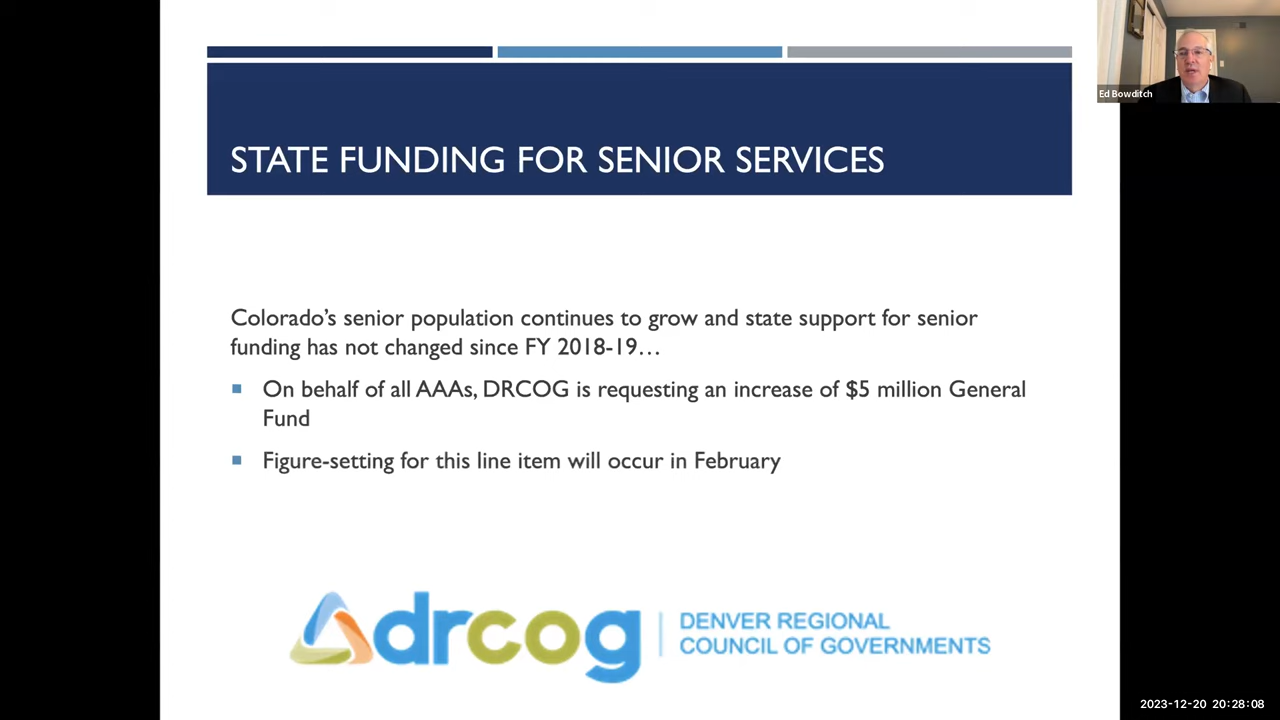 Ed Bowditch
STATE FUNDING FOR SENIOR SERVICES
Colorado’s senior population continues to grow and state support for senior
funding has not changed since FY 2018-19…
On behalf of all AAAs, DRCOG is requesting an increase of $5 million General
Fund
Figure-setting for this line item will occur in February
drcog
DENVER REGIONAL
COUNCIL OF GOVERNMENTS
2023-12-20 20:28:08